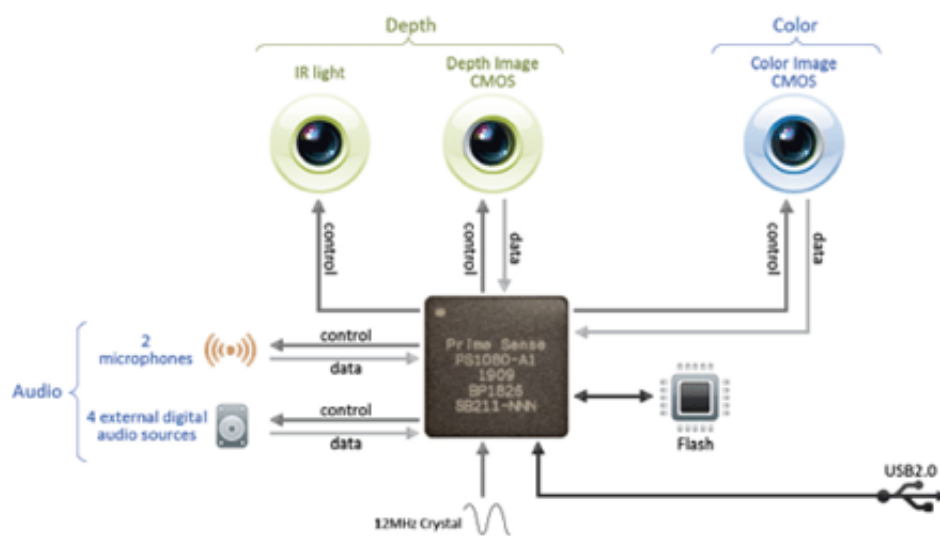 Depth
Color
IR light
Depth Image
CMOS
Color Image
CMOS
control
control
data
control
data
Prime Sense
PS1080-A1
1909
BP1826
SB211-NNN
Audio
2
microphones
control
data
4 external digital
audio sources
control
data
Flash
USB2.0
12MHz Crystal